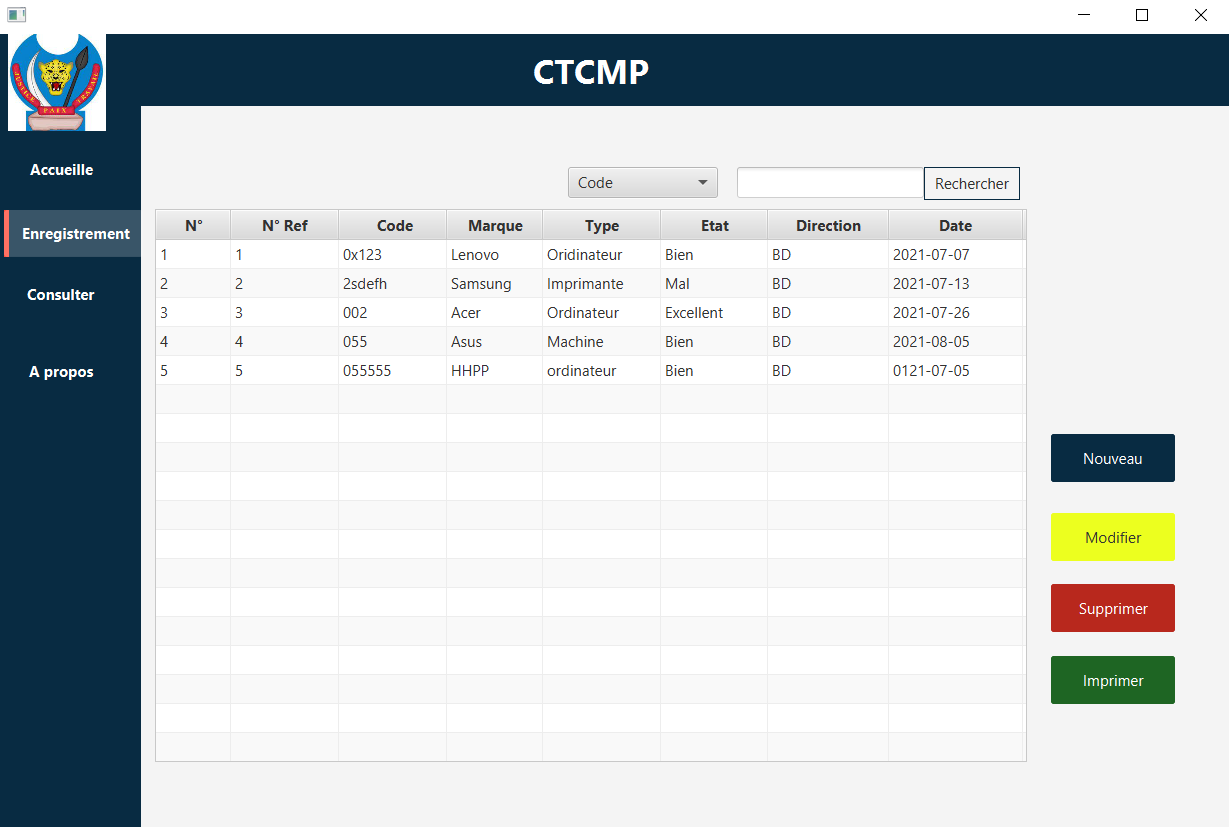 CTCMP
JUSTICE PAIX TRAVAIL
Accueille
Enregistrement
Consulter
A propos
Code Rechercher
N° N° Ref Code Marque Type Etat Direction Date
1 1 0x123 Lenovo Oridinateur Bien BD 2021-07-07
2 2 2sdefh Samsung Imprimante Mal BD 2021-07-13
3 3 002 Acer Ordinateur Excellent BD 2021-07-26
4 4 055 Asus Machine Bien BD 2021-08-05
5 5 055555 HHPP ordinateur Bien BD 0121-07-05
Nouveau
Modifier
Supprimer
Imprimer